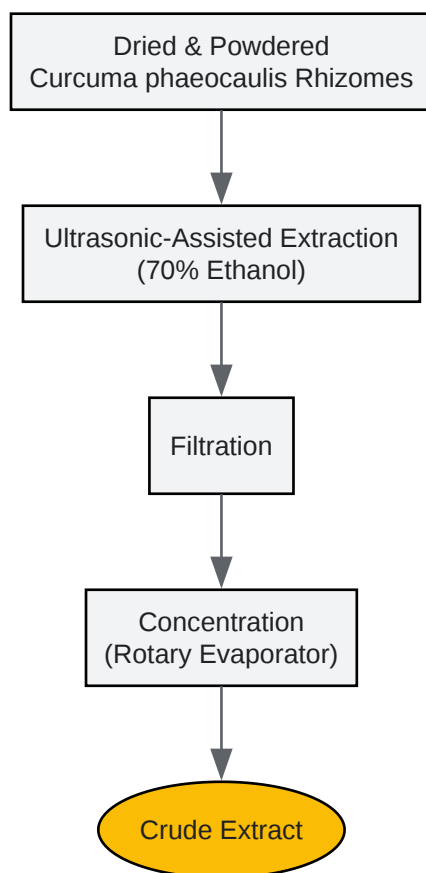 Dried & Powdered
Curcuma phaeocaulis Rhizomes
Ultrasonic-Assisted Extraction
(70% Ethanol)
Filtration
Concentration
(Rotary Evaporator)
Crude Extract